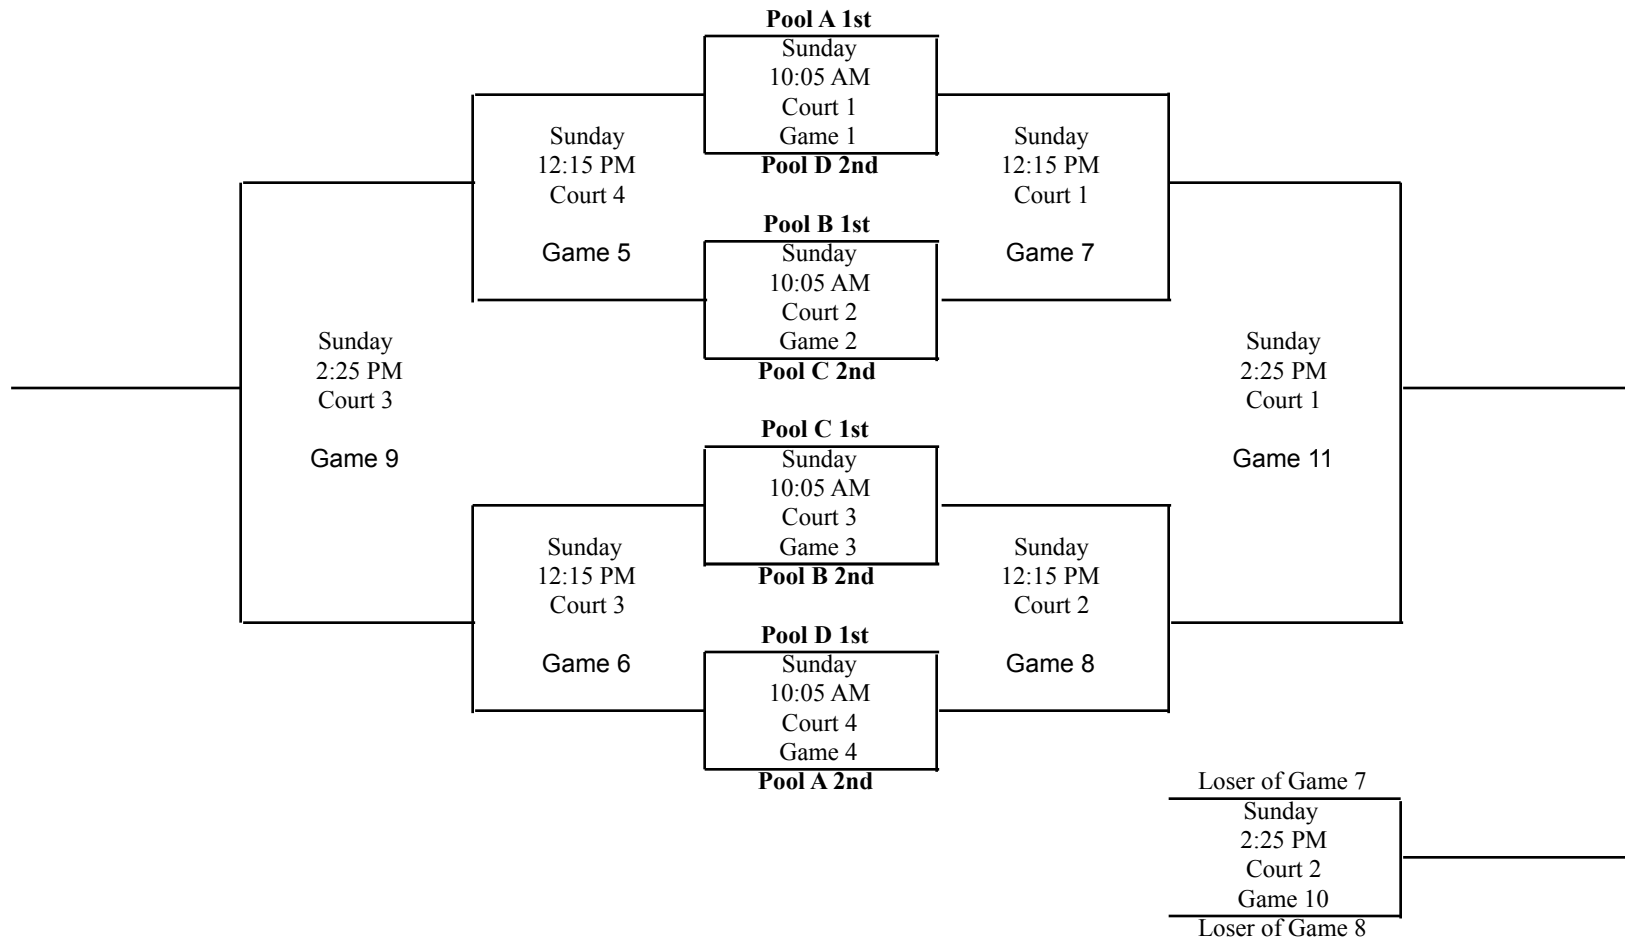 Pool A 1st
Sunday
10:05 AM
Court 1
Game 1
Pool D 2nd
Sunday
12:15 PM
Court 4
Game 5
Sunday
12:15 PM
Court 1
Game 7
Pool B 1st
Sunday
10:05 AM
Court 2
Game 2
Pool C 2nd
Sunday
2:25 PM
Court 3
Game 9
Sunday
2:25 PM
Court 1
Game 11
Pool C 1st
Sunday
10:05 AM
Court 3
Game 3
Pool B 2nd
Sunday
12:15 PM
Court 3
Game 6
Sunday
12:15 PM
Court 2
Game 8
Pool D 1st
Sunday
10:05 AM
Court 4
Game 4
Pool A 2nd
Loser of Game 7
Sunday
2:25 PM
Court 2
Game 10
Loser of Game 8